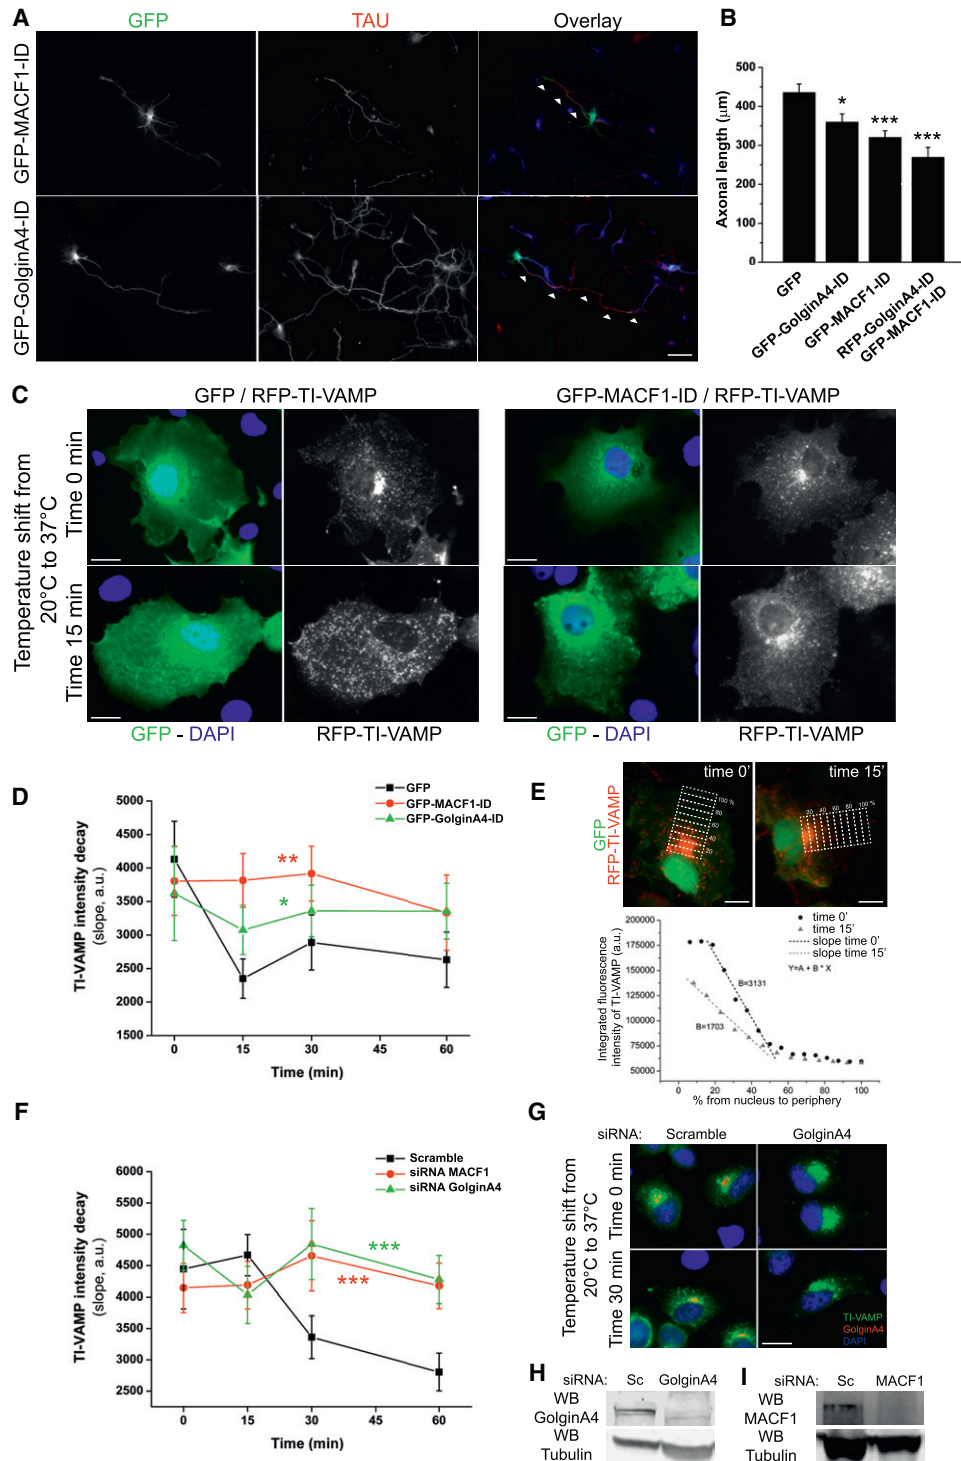 A
GFP
TAU
Overlay
GFP-MACF1-ID
GFP-GolginA4-ID
B
500
400
300
200
100
0
Axonal length (μm)
*
***
***
GFP
GFP-GolginA4-ID
GFP-MACF1-ID
RFP-GolginA4-ID
GFP-MACF1-ID
C
GFP / RFP-TI-VAMP
GFP-MACF1-ID / RFP-TI-VAMP
Temperature shift from
20°C to 37°C
Time 0 min
Time 15 min
GFP - DAPI
RFP-TI-VAMP
GFP - DAPI
RFP-TI-VAMP
D
GFP
GFP-MACF1-ID
GFP-GolginA4-ID
5000
4500
4000
3500
3000
2500
2000
1500
TI-VAMP intensity decay
(slope, a.u.)
**
*
0
15
30
45
60
Time (min)
E
time 0'
time 15'
GFP
RFP-TI-VAMP
100 %
80
60
40
20
20 40 60 80 100 %
200000
175000
150000
125000
100000
75000
50000
Integrated fluorescence
intensity of TI-VAMP (a.u.)
time 0'
time 15'
slope time 0'
slope time 15'
Y=A + B * X
B=3131
B=1703
0 20 40 60 80 100
% from nucleus to periphery
F
Scramble
siRNA MACF1
siRNA GolginA4
6000
5500
5000
4500
4000
3500
3000
2500
TI-VAMP intensity decay
(slope, a.u.)
***
***
0
15
30
45
60
Time (min)
G
siRNA: Scramble GolginA4
Temperature shift from
20°C to 37°C
Time 0 min
Time 30 min
TI-VAMP
GolginA4
DAPI
H
siRNA: Sc GolginA4
WB
GolginA4
WB
Tubulin
I
siRNA: Sc MACF1
WB
MACF1
WB
Tubulin